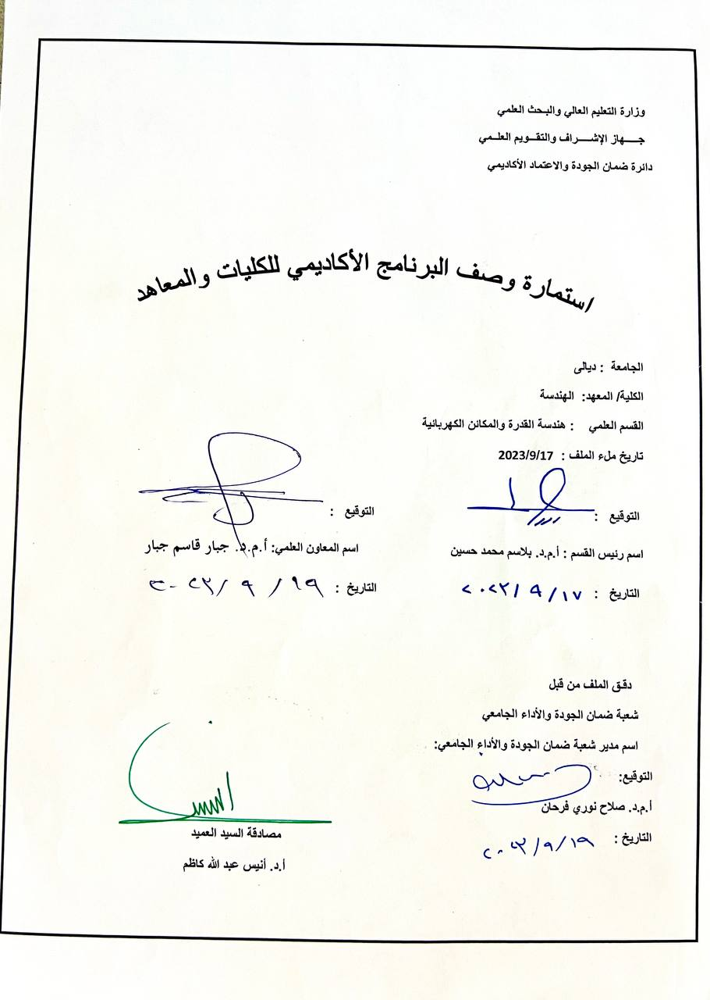 وزارة التعليم العالي والبحث العلمي
جـــهاز الإشـــراف والتقـويم العلـمي
دائرة ضمان الجودة والاعتماد الأكاديمي
استمارة وصف البرنامج الأكاديمي للكليات والمعاهد
الجامعة : ديالى
الكلية/ المعهد: الهندسة
القسم العلمي : هندسة القدرة والمكائن الكهربائية
تاريخ ملء الملف : 2023/9/17
التوقيع :
التوقيع :
اسم رئيس القسم : أ.م.د. بلاسم محمد حسين
اسم المعاون العلمي: أ.م.د. جبار قاسم جبار
التاريخ : ٢٠٢٣/٩/١٧
التاريخ : ٢٠٢٣/٩/١٩
دقق الملف من قبل
شعبة ضمان الجودة والأداء الجامعي
اسم مدير شعبة ضمان الجودة والأداء الجامعي:
التوقيع:
أ.م.د. صلاح نوري فرحان
التاريخ : ٢٠٢٣/٩/١٩
مصادقة السيد العميد
أ.د. أنيس عبد الله كاظم